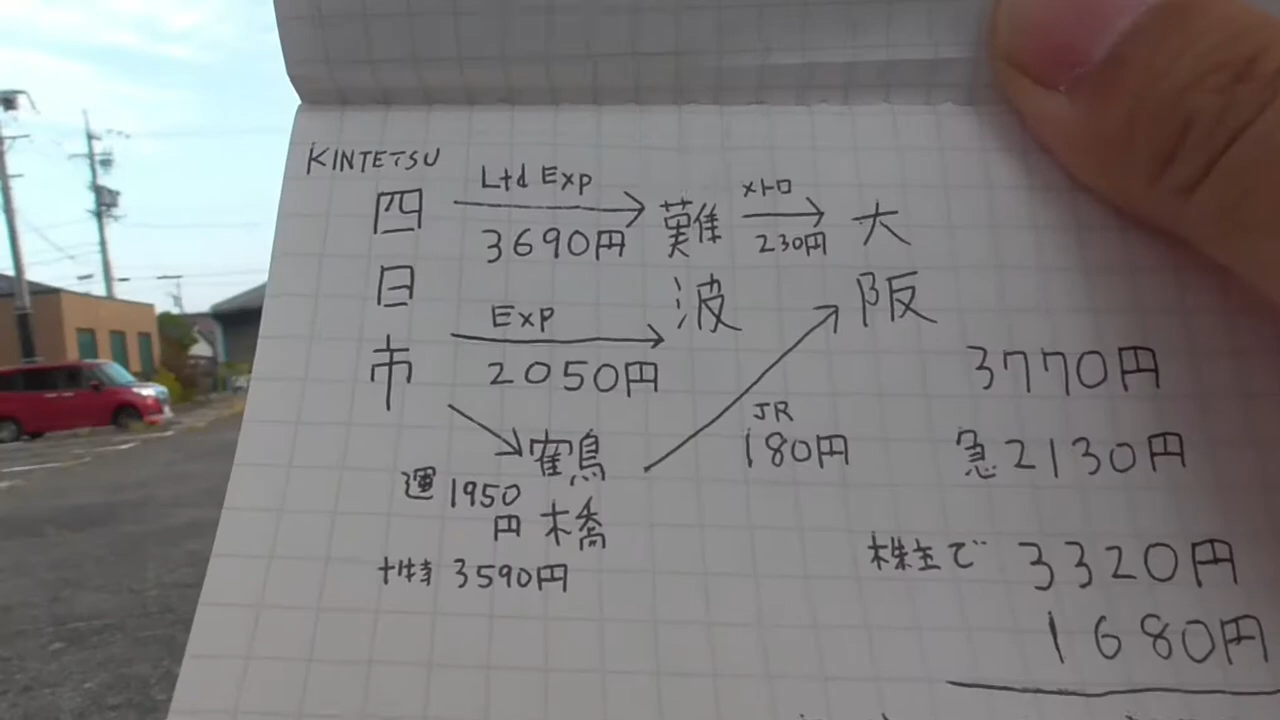 KINTETSU
四日市
Ltd Exp
3690円
難波
メトロ
230円
大阪
Exp
2050円
鶴橋
運 1950円
特 3590円
JR
180円
3770円
急 2130円
株主で 3320円
1680円